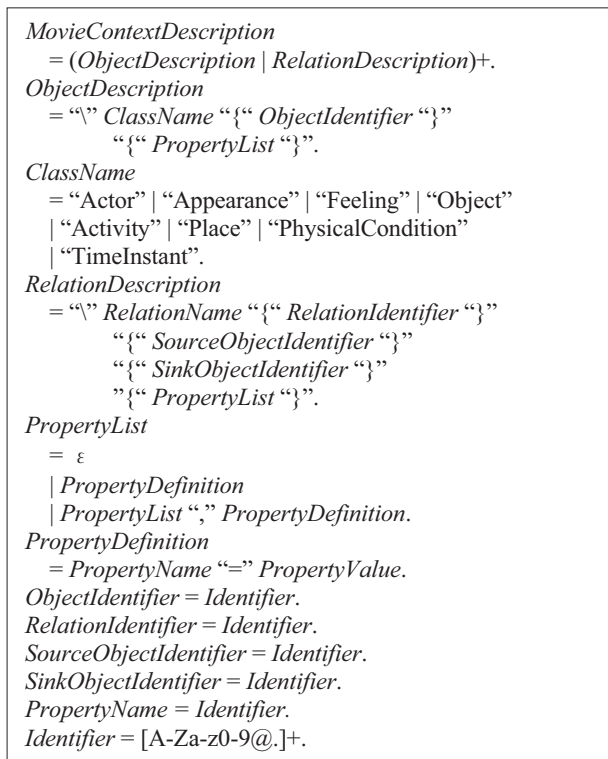 MovieContextDescription
= (ObjectDescription | RelationDescription)+.
ObjectDescription
= “\” ClassName “{“ ObjectIdentifier “}”
“{“ PropertyList “}”.
ClassName
= “Actor” | “Appearance” | “Feeling” | “Object”
| “Activity” | “Place” | “PhysicalCondition”
| “TimeInstant”.
RelationDescription
= “\” RelationName “{“ RelationIdentifier “}”
“{“ SourceObjectIdentifier “}”
“{“ SinkObjectIdentifier “}”
”{“ PropertyList “}”.
PropertyList
= ε
| PropertyDefinition
| PropertyList “,” PropertyDefinition.
PropertyDefinition
= PropertyName “=” PropertyValue.
ObjectIdentifier = Identifier.
RelationIdentifier = Identifier.
SourceObjectIdentifier = Identifier.
SinkObjectIdentifier = Identifier.
PropertyName = Identifier.
Identifier = [A-Za-z0-9@.]+.